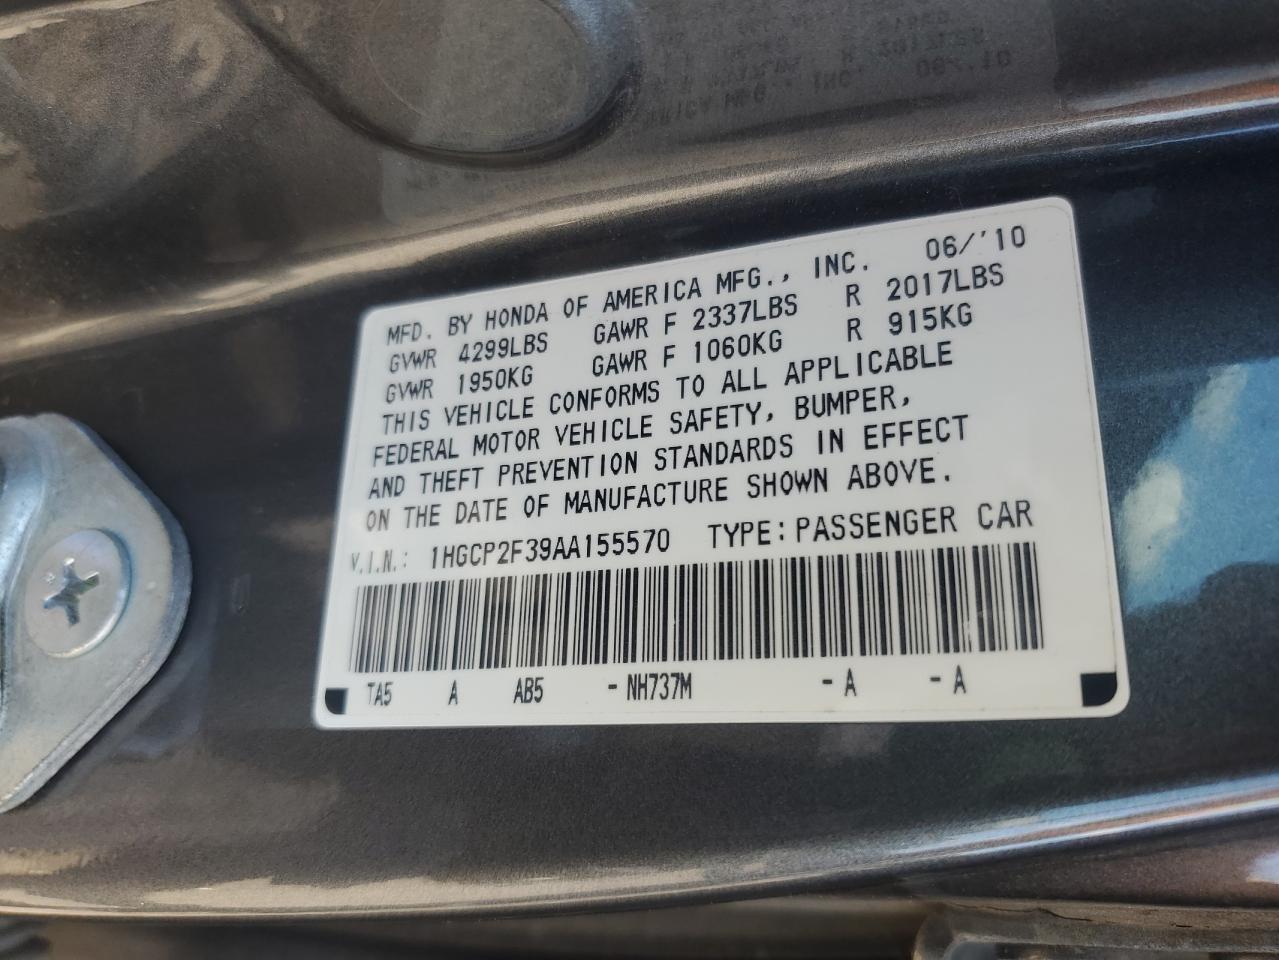 MFD. BY HONDA OF AMERICA MFG., INC. 06/'10
GVWR 4299LBS GAWR F 2337LBS R 2017LBS
GVWR 1950KG GAWR F 1060KG R 915KG
THIS VEHICLE CONFORMS TO ALL APPLICABLE
FEDERAL MOTOR VEHICLE SAFETY, BUMPER,
AND THEFT PREVENTION STANDARDS IN EFFECT
ON THE DATE OF MANUFACTURE SHOWN ABOVE.
V.I.N.: 1HGCP2F39AA155570 TYPE: PASSENGER CAR
TA5 A AB5 -NH737M -A -A